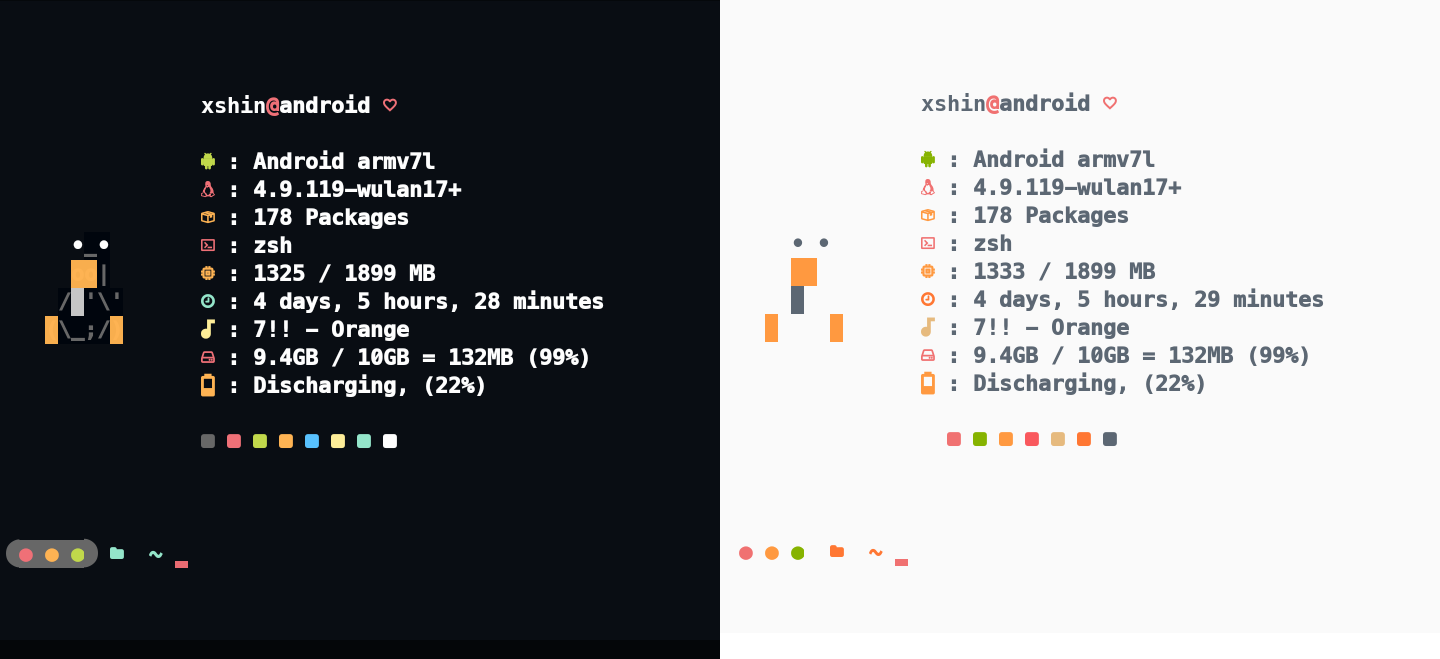 xshin@android ♡
: Android armv7l
: 4.9.119-wulan17+
: 178 Packages
: zsh
: 1325 / 1899 MB
: 4 days, 5 hours, 28 minutes
: 7!! - Orange
: 9.4GB / 10GB = 132MB (99%)
: Discharging, (22%)
~
xshin@android ♡
: Android armv7l
: 4.9.119-wulan17+
: 178 Packages
: zsh
: 1333 / 1899 MB
: 4 days, 5 hours, 29 minutes
: 7!! - Orange
: 9.4GB / 10GB = 132MB (99%)
: Discharging, (22%)
~